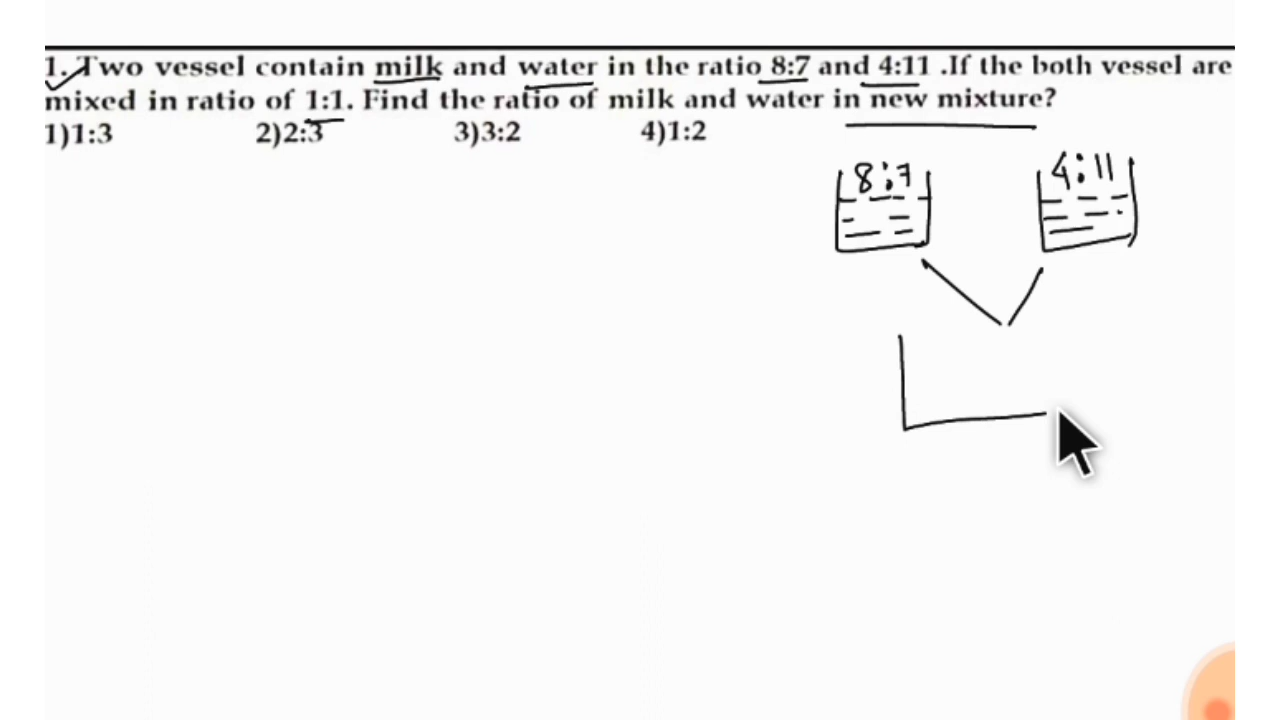 1. Two vessel contain milk and water in the ratio 8:7 and 4:11 .If the both vessel are
mixed in ratio of 1:1. Find the ratio of milk and water in new mixture?
1)1:3 2)2:3 3)3:2 4)1:2
8:7 4:11